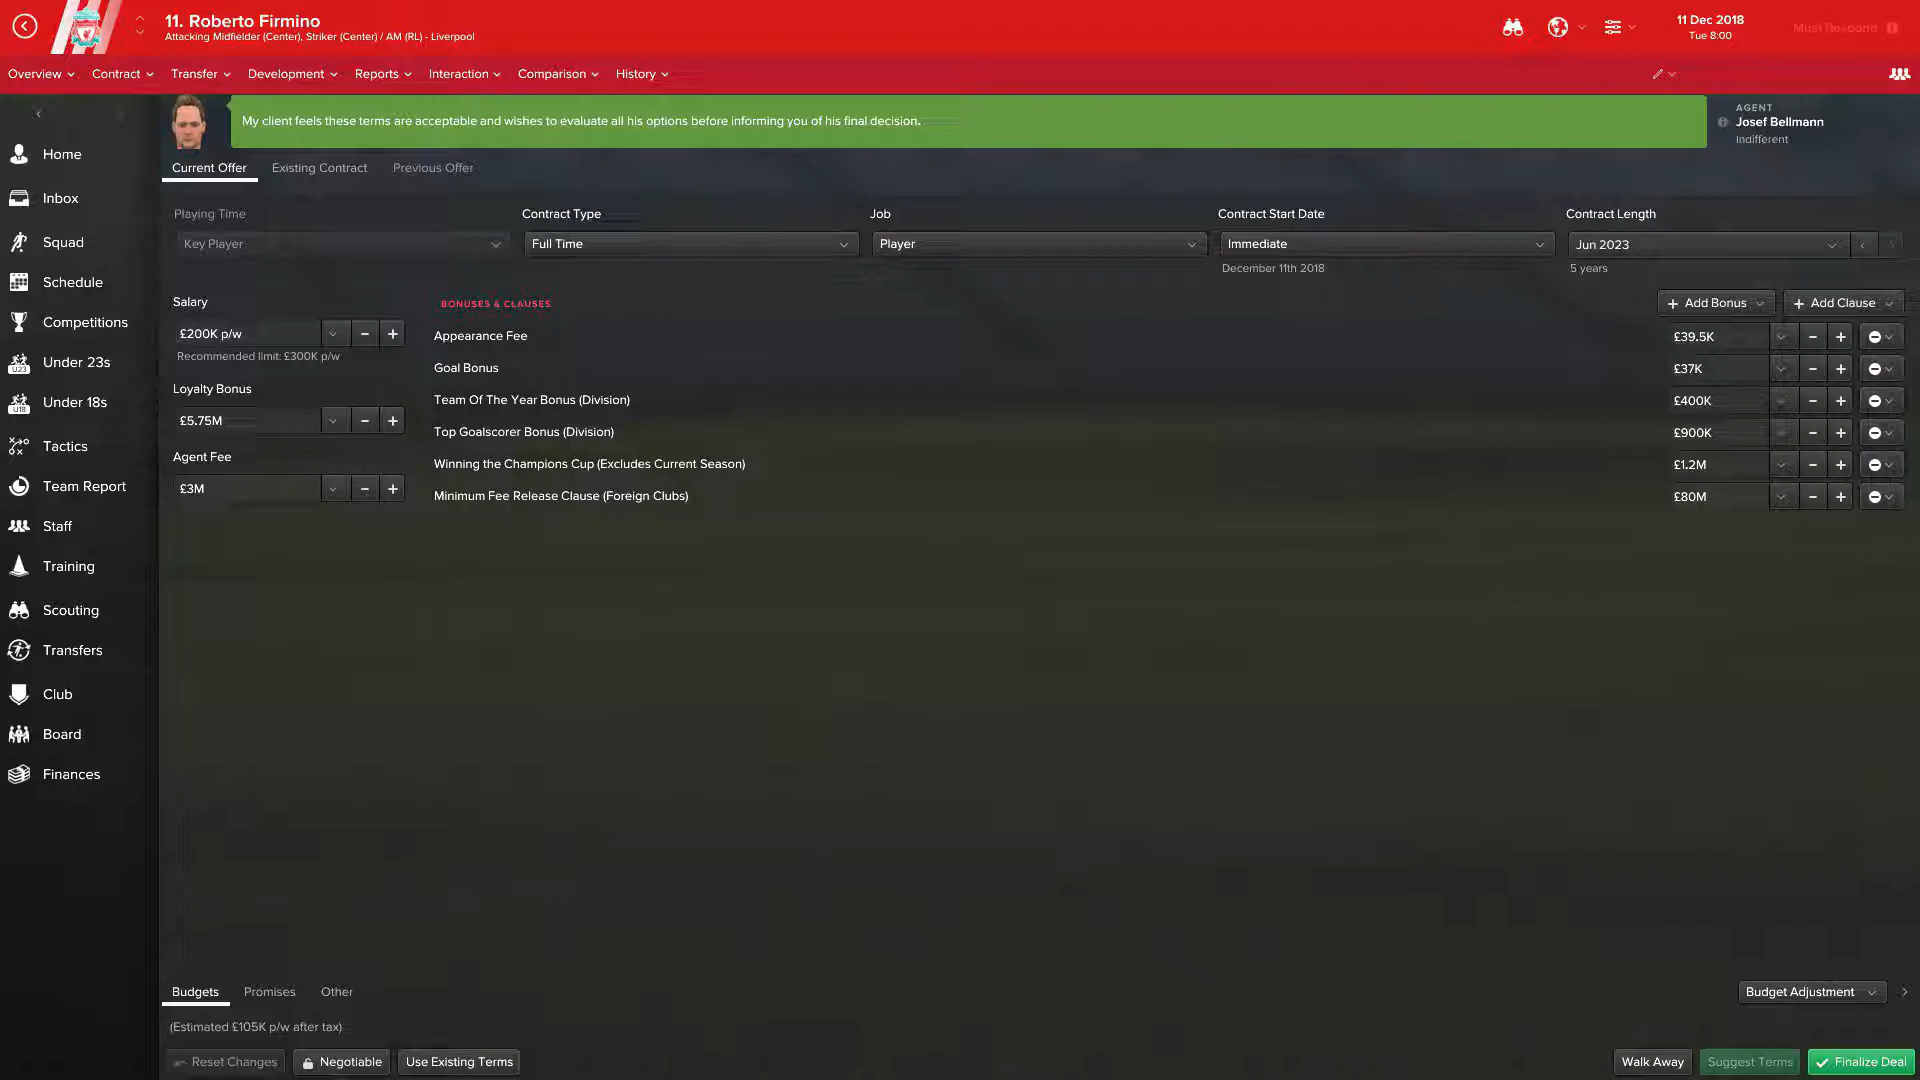 11. Roberto Firmino
Attacking Midfielder (Center), Striker (Center) / AM (RL) - Liverpool
11 Dec 2018
Tue 8:00
Must Respond
Overview
Contract
Transfer
Development
Reports
Interaction
Comparison
History
My client feels these terms are acceptable and wishes to evaluate all his options before informing you of his final decision.
AGENT
Josef Bellmann
Indifferent
Home
Inbox
Squad
Schedule
Competitions
U23
Under 23s
U18
Under 18s
Tactics
Team Report
Staff
Training
Scouting
Transfers
Club
Board
Finances
Current Offer
Existing Contract
Previous Offer
Playing Time
Contract Type
Job
Contract Start Date
Contract Length
Key Player
Full Time
Player
Immediate
Jun 2023
December 11th 2018
5 years
Salary
£200K p/w
Recommended limit: £300K p/w
Loyalty Bonus
£5.75M
Agent Fee
£3M
BONUSES & CLAUSES
Add Bonus
Add Clause
Appearance Fee £39.5K
Goal Bonus £37K
Team Of The Year Bonus (Division) £400K
Top Goalscorer Bonus (Division) £900K
Winning the Champions Cup (Excludes Current Season) £1.2M
Minimum Fee Release Clause (Foreign Clubs) £80M
Budgets
Promises
Other
Budget Adjustment
(Estimated £105K p/w after tax)
Reset Changes
Negotiable
Use Existing Terms
Walk Away
Suggest Terms
Finalize Deal